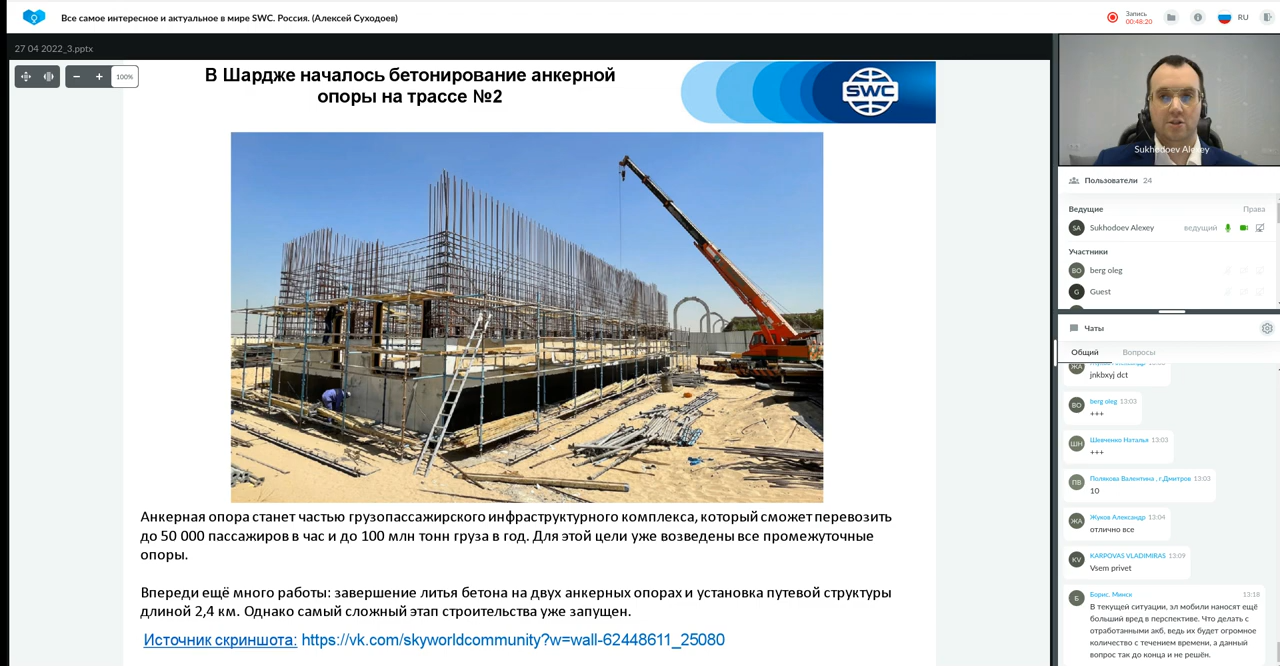 Все самое интересное и актуальное в мире SWC. Россия. (Алексей Суходоев)
Запись
00:48:20
RU
27 04 2022_3.pptx
100%
В Шардже началось бетонирование анкерной
опоры на трассе №2
SWC
Анкерная опора станет частью грузопассажирского инфраструктурного комплекса, который сможет перевозить
до 50 000 пассажиров в час и до 100 млн тонн груза в год. Для этой цели уже возведены все промежуточные
опоры.
Впереди ещё много работы: завершение литья бетона на двух анкерных опорах и установка путевой структуры
длиной 2,4 км. Однако самый сложный этап строительства уже запущен.
Источник скриншота: https://vk.com/skyworldcommunity?w=wall-62448611_25080
Sukhodoev Alexey
Пользователи 24
Ведущие Права
SA Sukhodoev Alexey ведущий
Участники
BO berg oleg
G Guest
Чаты
Общий Вопросы
ЖА
jnkbxyj dct
BO berg oleg 13:03
+++
ШН Шевченко Наталья 13:03
+++
ПВ Полякова Валентина , г.Дмитров 13:03
10
ЖА Жуков Александр 13:04
отлично все
KV KARPOVAS VLADIMIRAS 13:09
Vsem privet
Б Борис. Минск 13:18
В текущей ситуации, эл мобили наносят ещё
больший вред в перспективе. Что делать с
отработанными акб, ведь их будет огромное
количество с течением времени, а данный
вопрос так до конца и не решён.